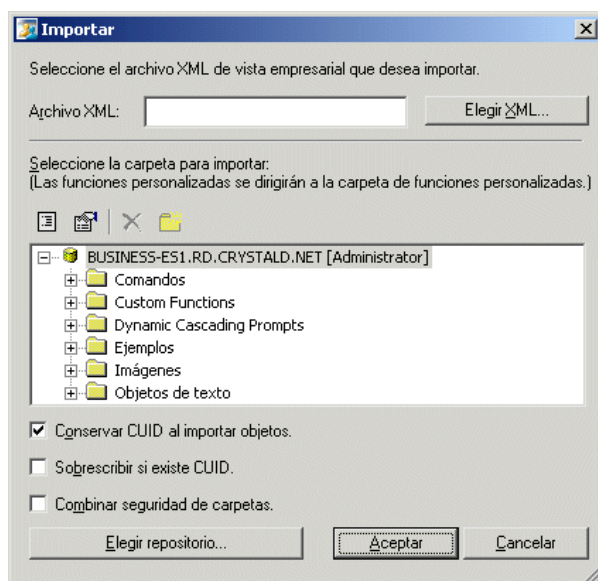 Importar
Seleccione el archivo XML de vista empresarial que desea importar.
Archivo XML:
Elegir XML...
Seleccione la carpeta para importar:
(Las funciones personalizadas se dirigirán a la carpeta de funciones personalizadas.)
BUSINESS-ES1.RD.CRYSTALD.NET [Administrator]
Comandos
Custom Functions
Dynamic Cascading Prompts
Ejemplos
Imágenes
Objetos de texto
Conservar CUID al importar objetos.
Sobrescribir si existe CUID.
Combinar seguridad de carpetas.
Elegir repositorio...
Aceptar
Cancelar